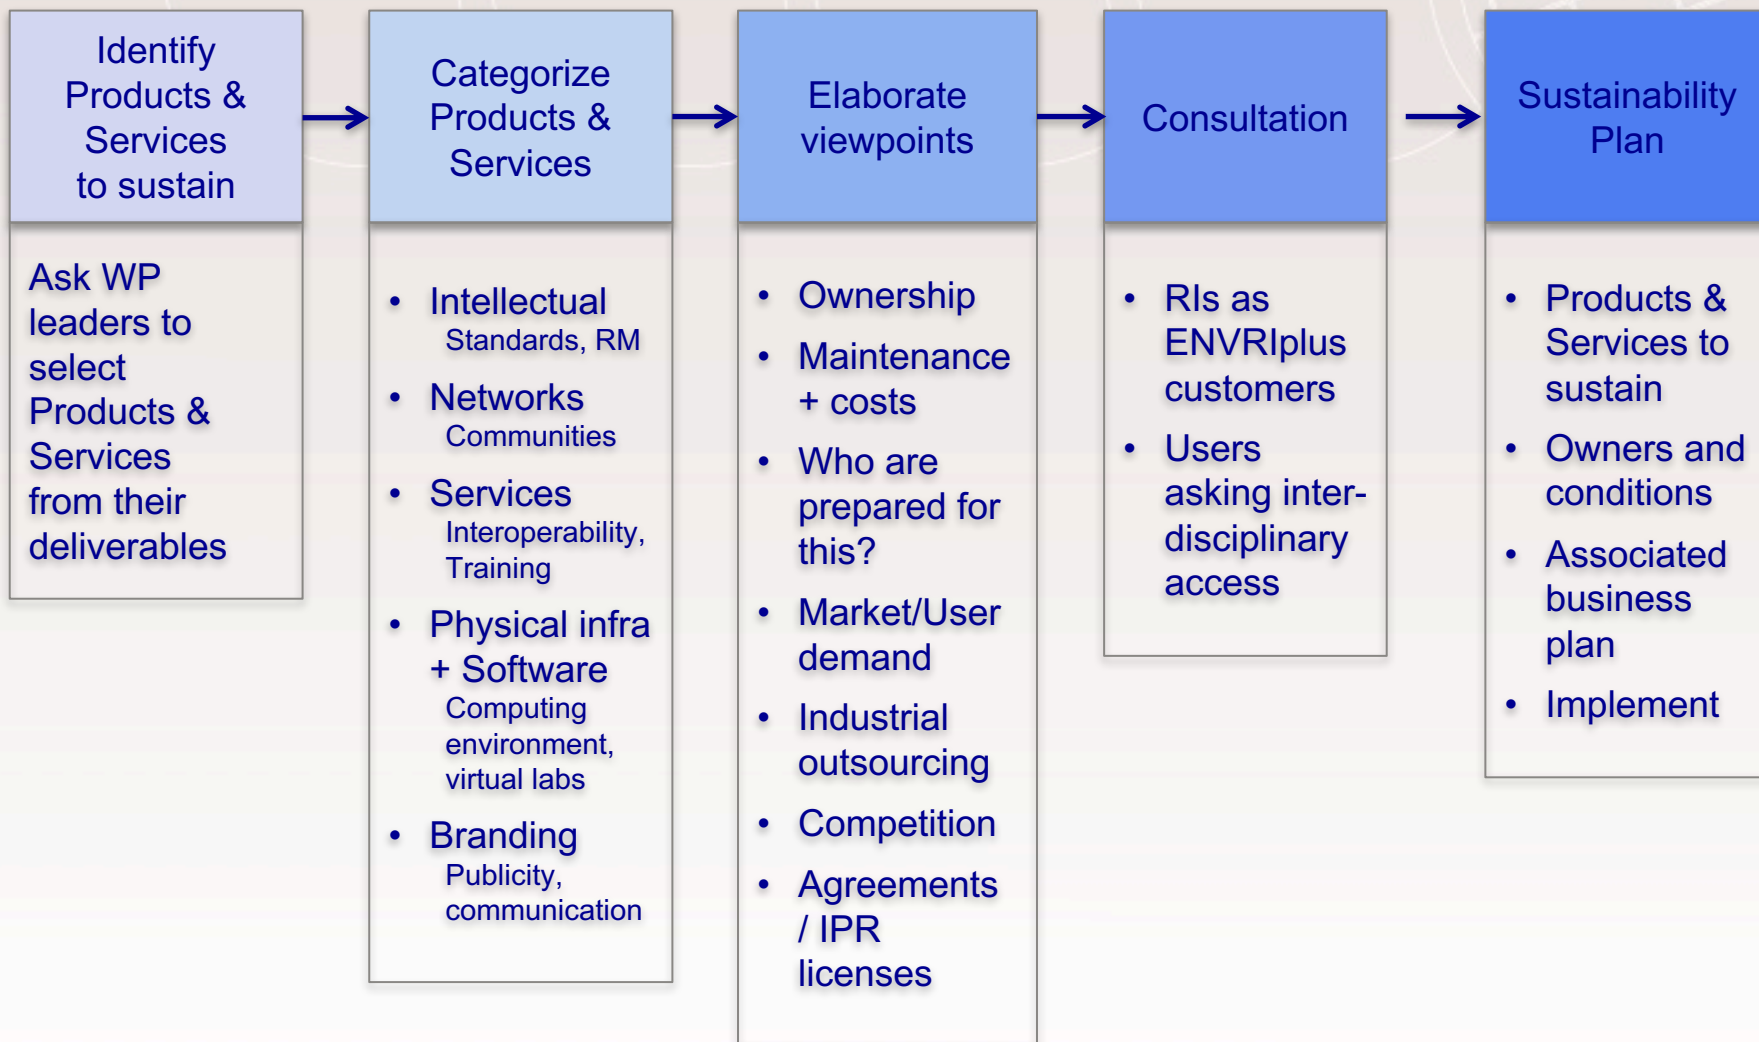 Identify
Products &
Services
to sustain
Ask WP
leaders to
select
Products &
Services
from their
deliverables
Categorize
Products &
Services
• Intellectual
Standards, RM
• Networks
Communities
• Services
Interoperability,
Training
• Physical infra
+ Software
Computing
environment,
virtual labs
• Branding
Publicity,
communication
Elaborate
viewpoints
• Ownership
• Maintenance
+ costs
• Who are
prepared for
this?
• Market/User
demand
• Industrial
outsourcing
• Competition
• Agreements
/ IPR
licenses
Consultation
• RIs as
ENVRIplus
customers
• Users
asking inter-
disciplinary
access
Sustainability
Plan
• Products &
Services to
sustain
• Owners and
conditions
• Associated
business
plan
• Implement